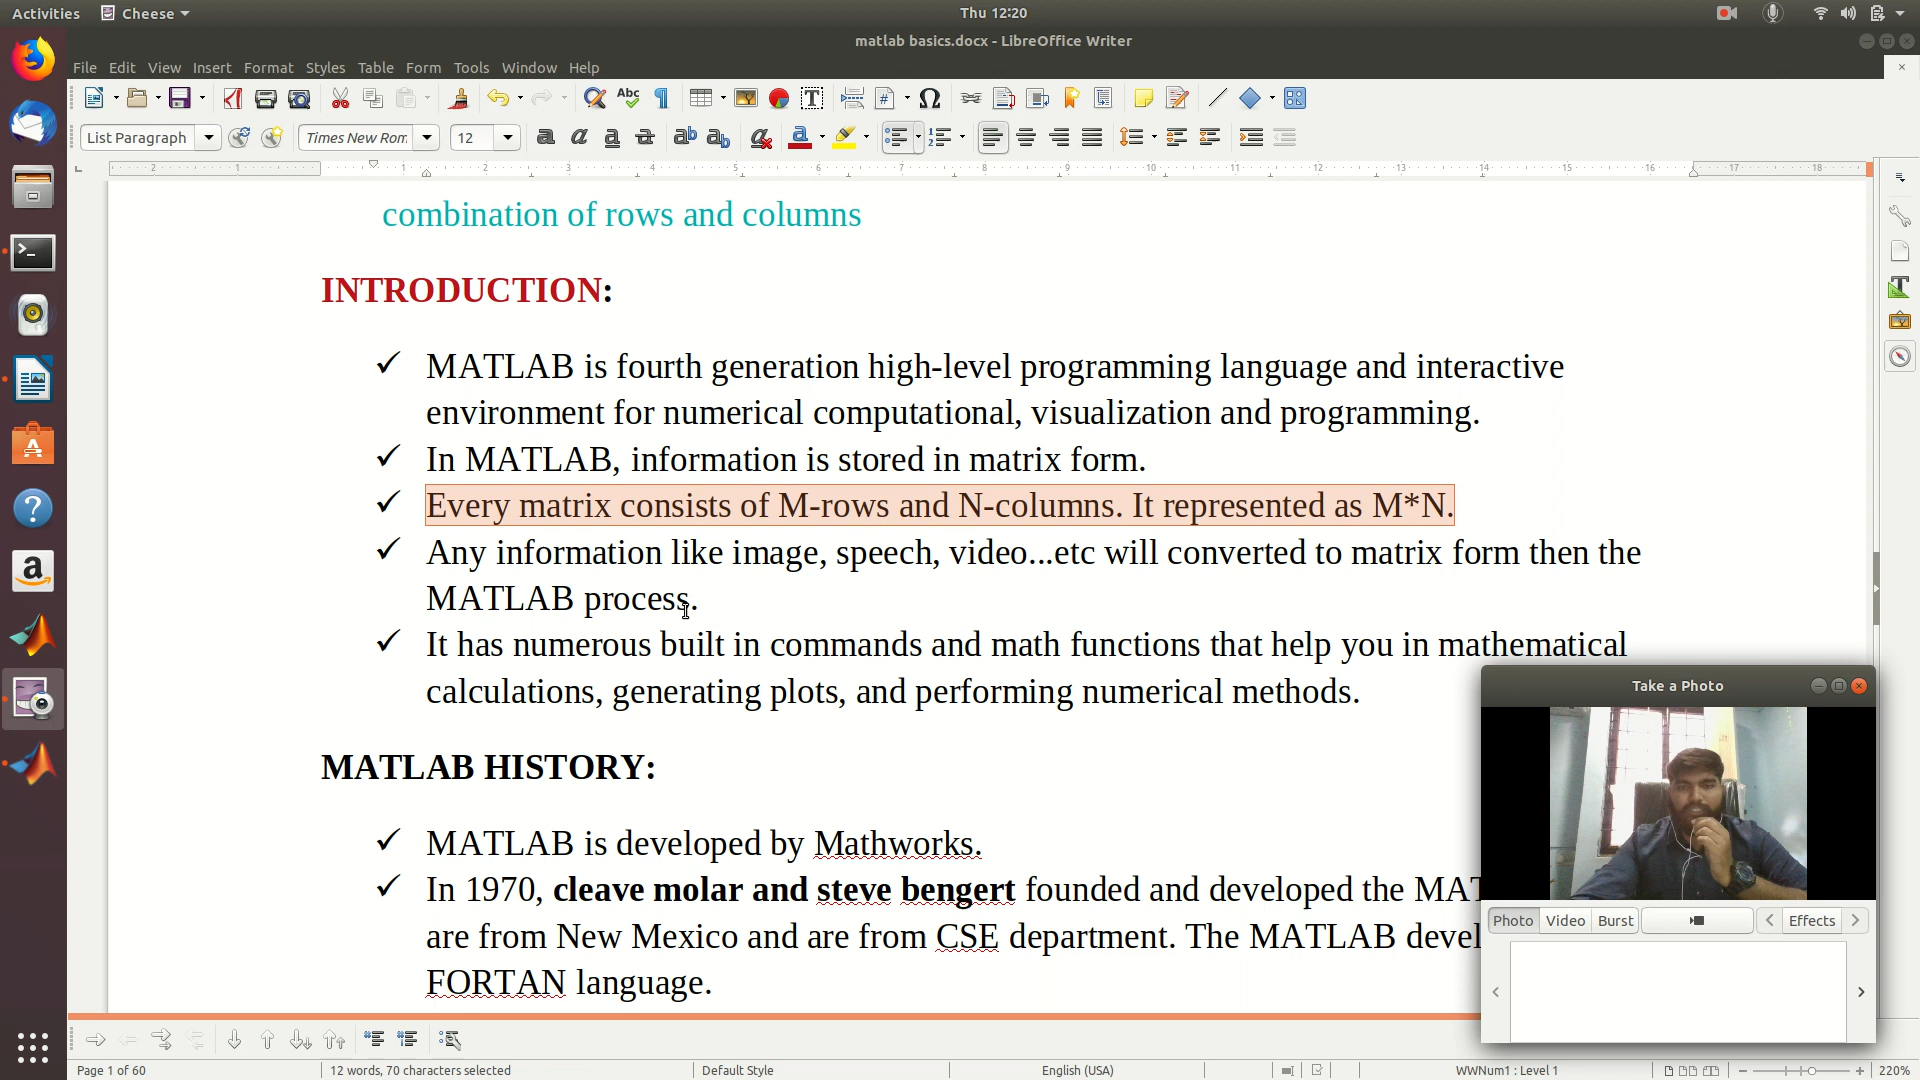 Activities Cheese Thu 12:20
matlab basics.docx - LibreOffice Writer
File Edit View Insert Format Styles Table Form Tools Window Help
List Paragraph Times New Rom 12
combination of rows and columns
INTRODUCTION:
✓ MATLAB is fourth generation high-level programming language and interactive
environment for numerical computational, visualization and programming.
✓ In MATLAB, information is stored in matrix form.
✓ Every matrix consists of M-rows and N-columns. It represented as M*N.
✓ Any information like image, speech, video...etc will converted to matrix form then the
MATLAB process.
✓ It has numerous built in commands and math functions that help you in mathematical
calculations, generating plots, and performing numerical methods.
MATLAB HISTORY:
✓ MATLAB is developed by Mathworks.
✓ In 1970, cleave molar and steve bengert founded and developed the MAT
are from New Mexico and are from CSE department. The MATLAB devel
FORTAN language.
Take a Photo
Photo Video Burst Effects
Page 1 of 60 12 words, 70 characters selected Default Style English (USA) WWNum1 : Level 1 220%